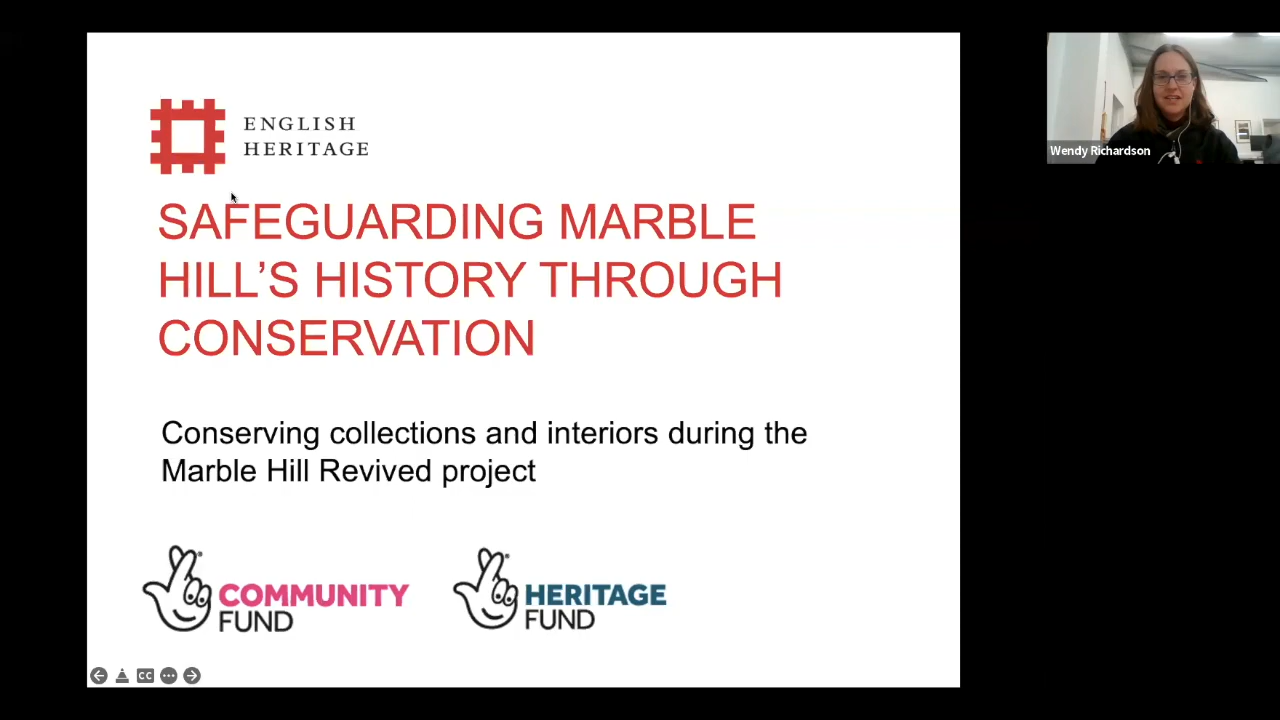 ENGLISH
HERITAGE
SAFEGUARDING MARBLE
HILL’S HISTORY THROUGH
CONSERVATION
Conserving collections and interiors during the
Marble Hill Revived project
COMMUNITY
FUND
HERITAGE
FUND
CC
Wendy Richardson